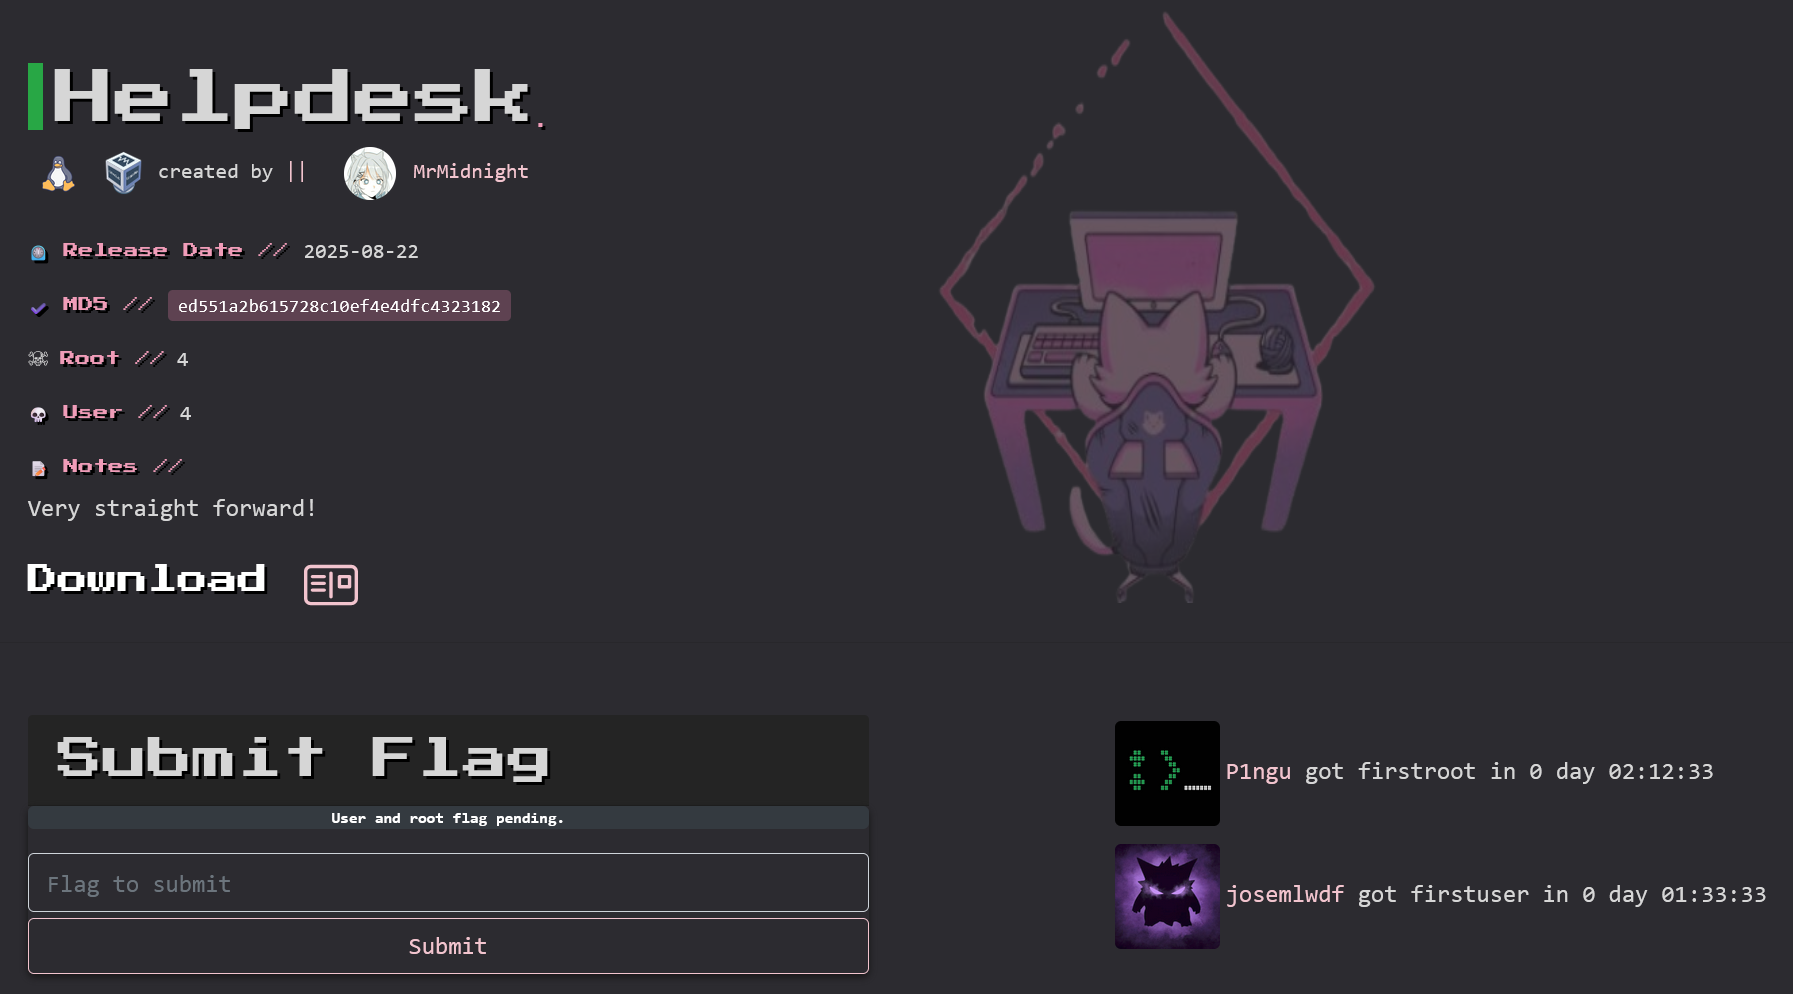 Helpdesk.
created by || MrMidnight
Release Date // 2025-08-22
MD5 // ed551a2b615728c10ef4e4dfc4323182
Root // 4
User // 4
Notes //
Very straight forward!
Download
Submit Flag
User and root flag pending.
Flag to submit
Submit
P1ngu got firstroot in 0 day 02:12:33
josemlwdf got firstuser in 0 day 01:33:33